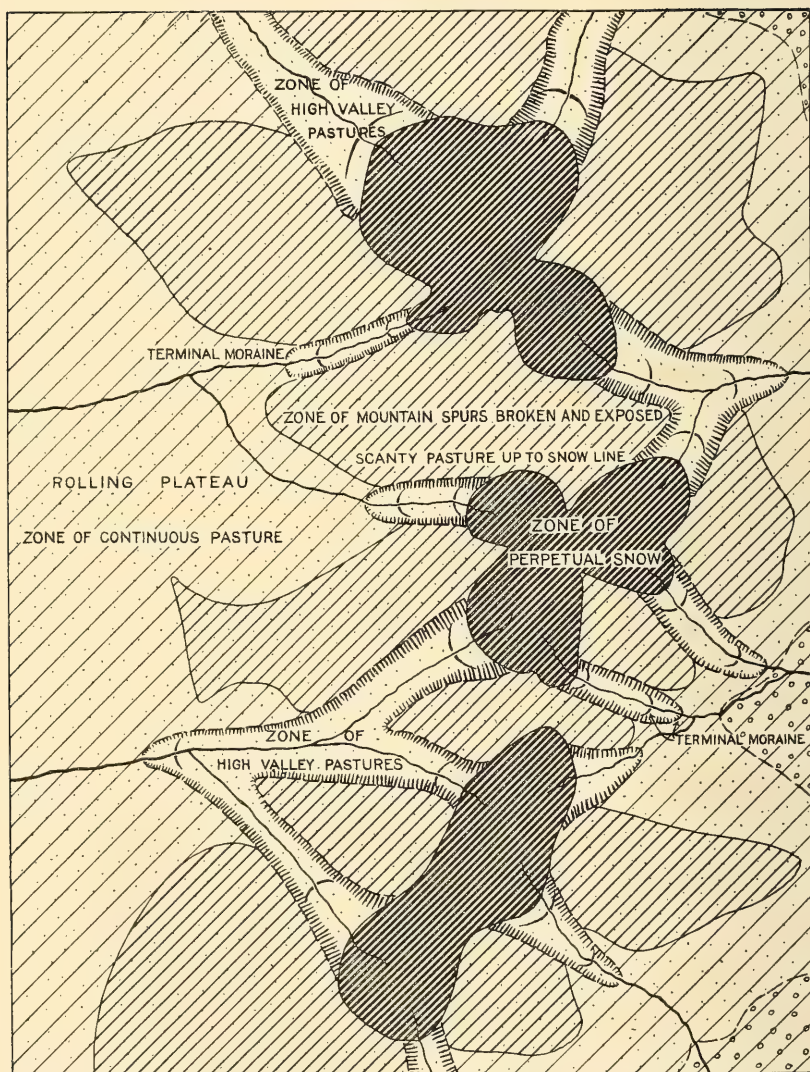 ZONE OF
HIGH VALLEY
PASTURES
TERMINAL MORAINE
ZONE OF MOUNTAIN SPURS BROKEN AND EXPOSED
SCANTY PASTURE UP TO SNOW LINE
ROLLING PLATEAU
ZONE OF CONTINUOUS PASTURE
ZONE OF
PERPETUAL SNOW
ZONE OF
HIGH VALLEY PASTURES
TERMINAL MORAINE